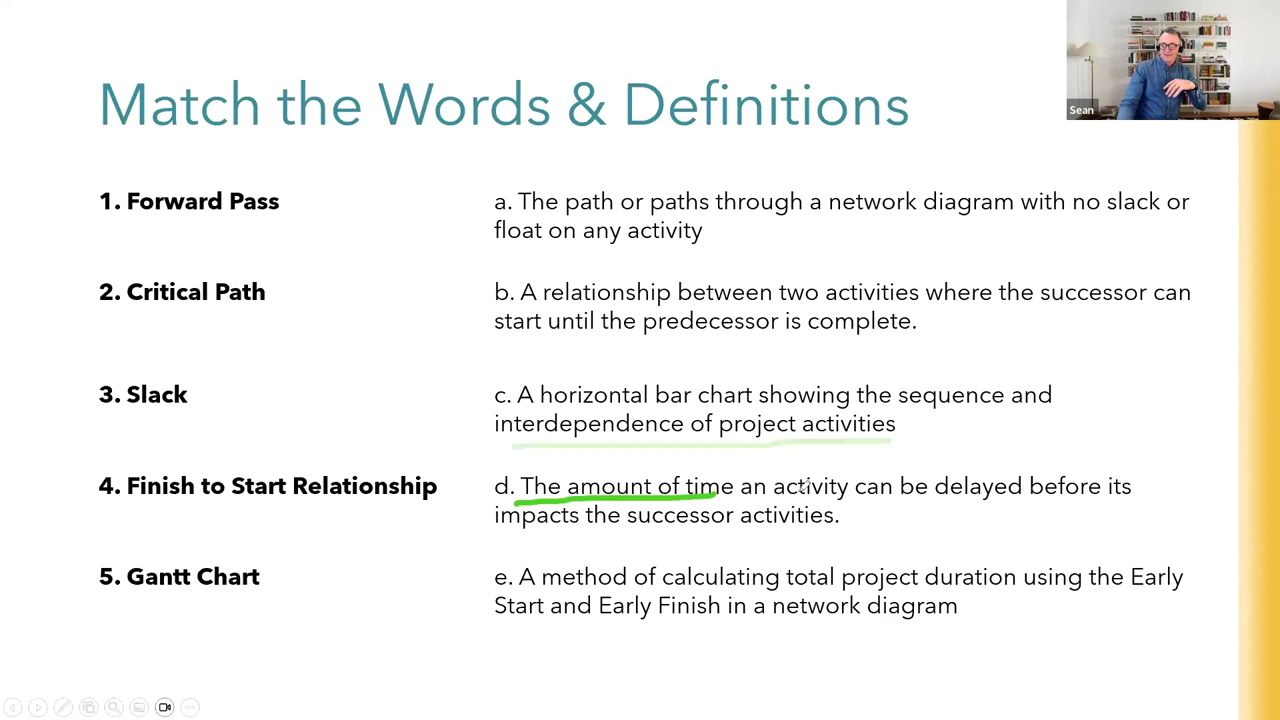 Match the Words & Definitions
Sean
1. Forward Pass
a. The path or paths through a network diagram with no slack or
float on any activity
2. Critical Path
b. A relationship between two activities where the successor can
start until the predecessor is complete.
3. Slack
c. A horizontal bar chart showing the sequence and
interdependence of project activities
4. Finish to Start Relationship
d. The amount of time an activity can be delayed before its
impacts the successor activities.
5. Gantt Chart
e. A method of calculating total project duration using the Early
Start and Early Finish in a network diagram